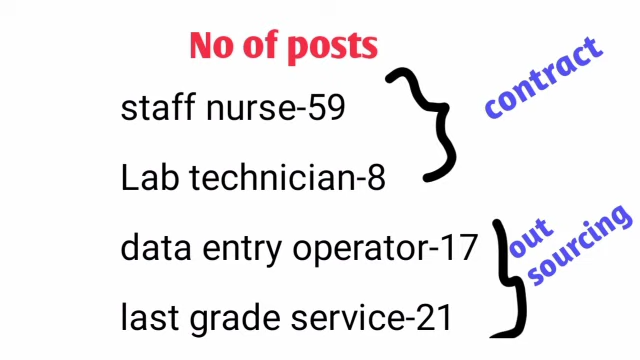 No of posts
staff nurse-59
contract
Lab technician-8
data entry operator-17
out
sourcing
last grade service-21